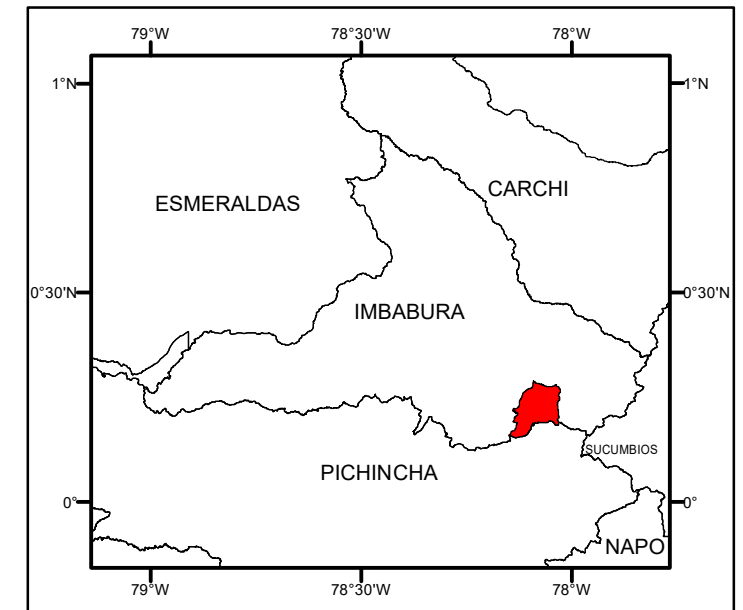 79°W 78°30'W 78°W
1°N 1°N
CARCHI
ESMERALDAS
0°30'N 0°30'N
IMBABURA
SUCUMBIOS
PICHINCHA
0° 0°
NAPO
79°W 78°30'W 78°W